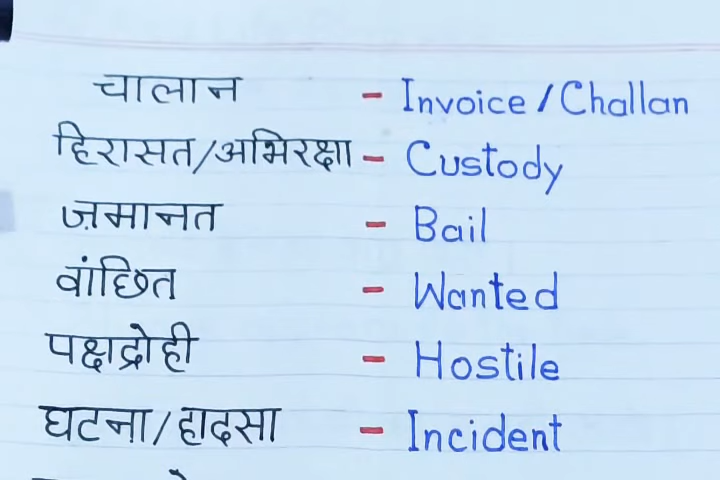 चालान - Invoice / Challan
हिरासत/अभिरक्षा - Custody
ज़मानत - Bail
वांछित - Wanted
पक्षद्रोही - Hostile
घटना/हादसा - Incident